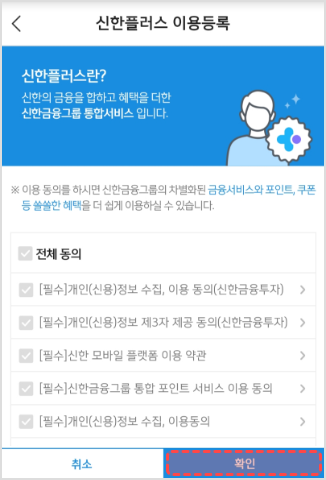 신한플러스 이용등록
신한플러스란?
신한의 금융을 합하고 혜택을 더한
신한금융그룹 통합서비스 입니다.
※ 이용 동의를 하시면 신한금융그룹의 차별화된 금융서비스와 포인트, 쿠폰
등 쏠쏠한 혜택을 더 쉽게 이용하실 수 있습니다.
전체 동의
[필수]개인(신용)정보 수집, 이용 동의(신한금융투자)
[필수]개인(신용)정보 제3자 제공 동의(신한금융투자)
[필수]신한 모바일 플랫폼 이용 약관
[필수]신한금융그룹 통합 포인트 서비스 이용 동의
[필수]개인(신용)정보 수집, 이용동의
취소 확인